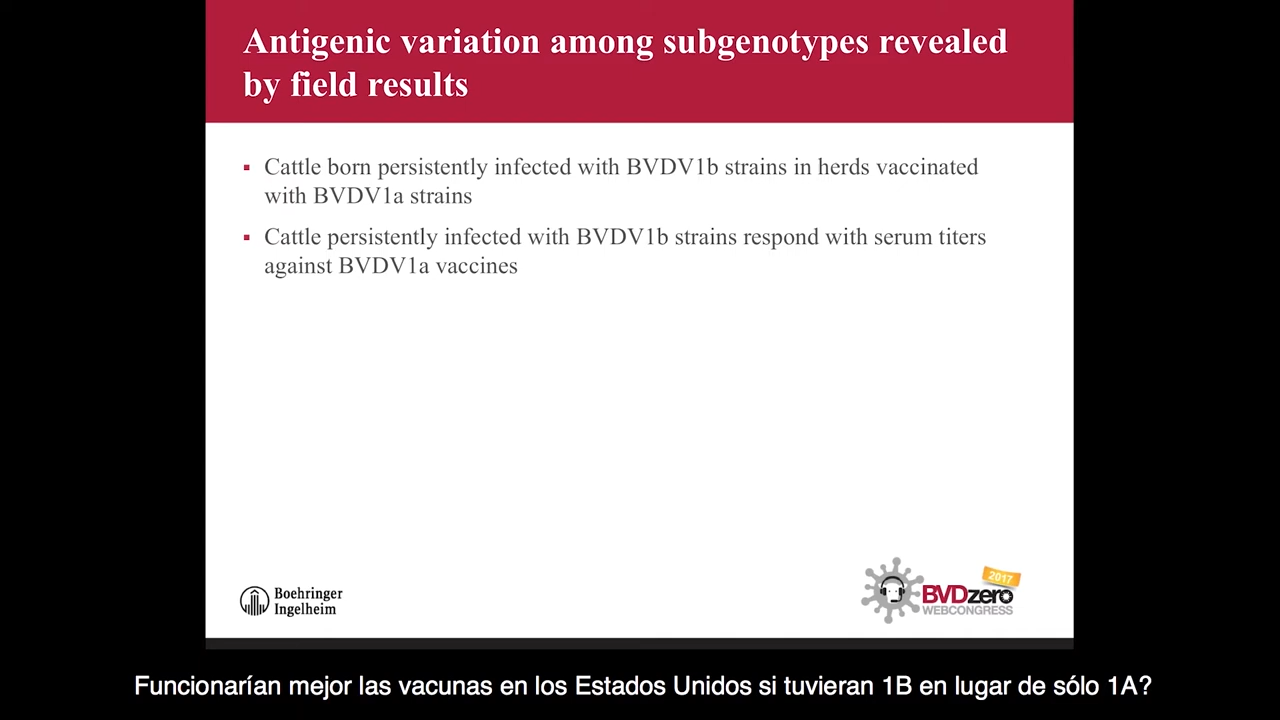 Antigenic variation among subgenotypes revealed
by field results
▪ Cattle born persistently infected with BVDV1b strains in herds vaccinated
with BVDV1a strains
▪ Cattle persistently infected with BVDV1b strains respond with serum titers
against BVDV1a vaccines
Boehringer
Ingelheim
2017
BVDzero
WEBCONGRESS
Funcionarían mejor las vacunas en los Estados Unidos si tuvieran 1B en lugar de sólo 1A?